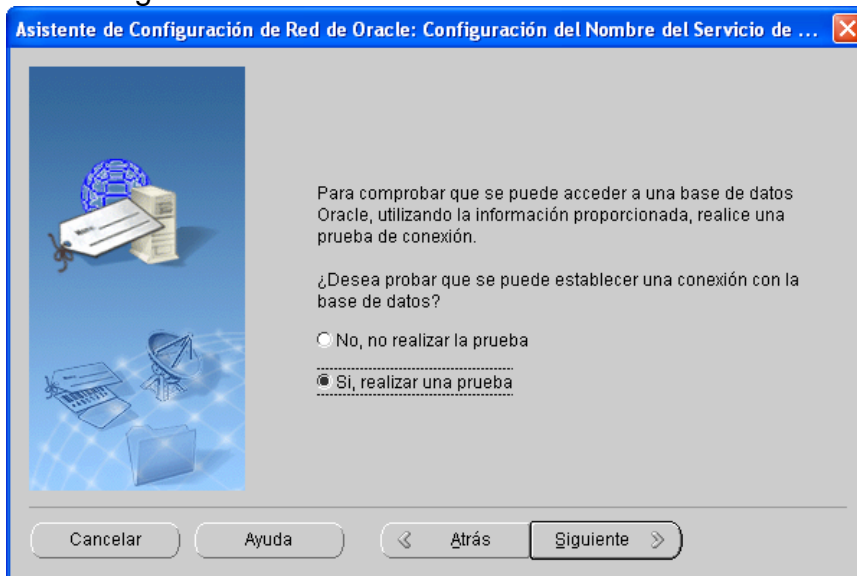 Asistente de Configuración de Red de Oracle: Configuración del Nombre del Servicio de ...
Para comprobar que se puede acceder a una base de datos
Oracle, utilizando la información proporcionada, realice una
prueba de conexión.
¿Desea probar que se puede establecer una conexión con la
base de datos?
No, no realizar la prueba
Si, realizar una prueba
Cancelar
Ayuda
Atrás
Siguiente